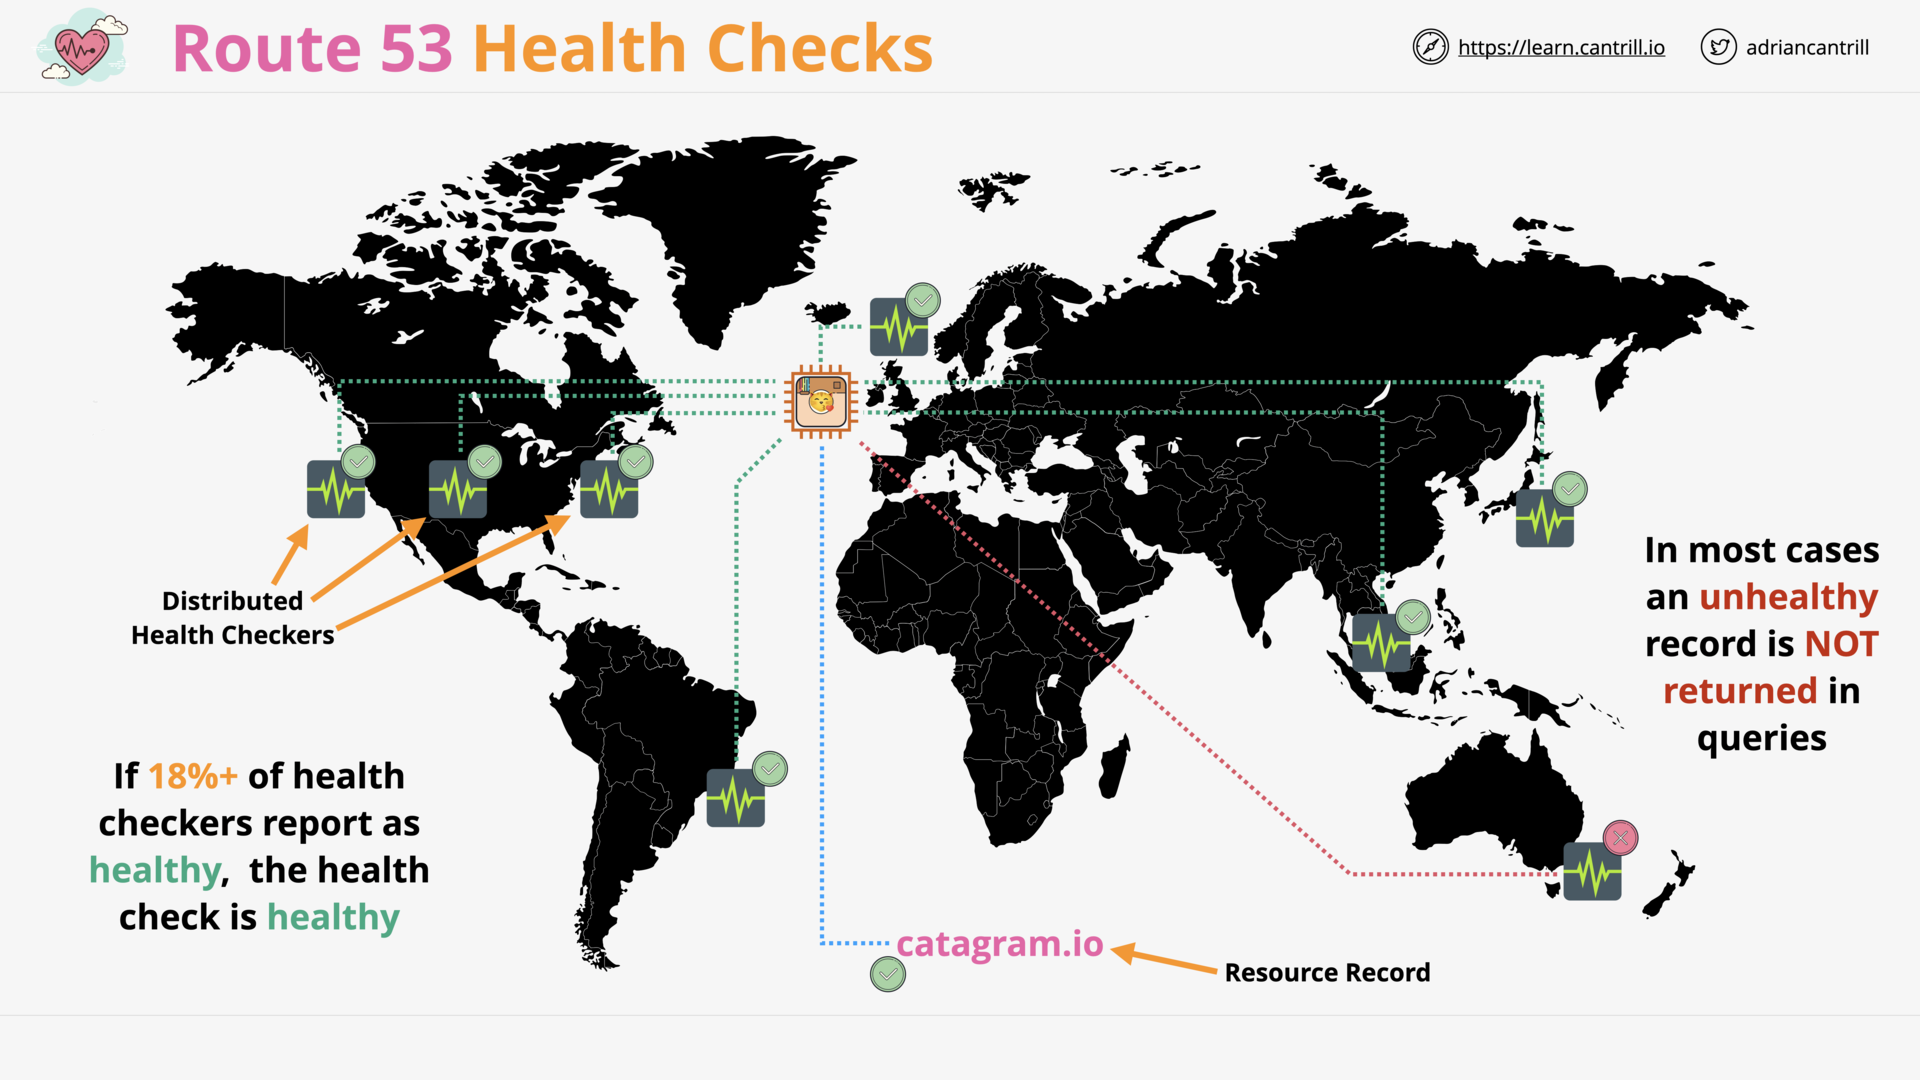 Route 53 Health Checks
https://learn.cantrill.io
adriancantrill
Distributed
Health Checkers
In most cases
an unhealthy
record is NOT
returned in
queries
If 18%+ of health
checkers report as
healthy, the health
check is healthy
catagram.io
Resource Record